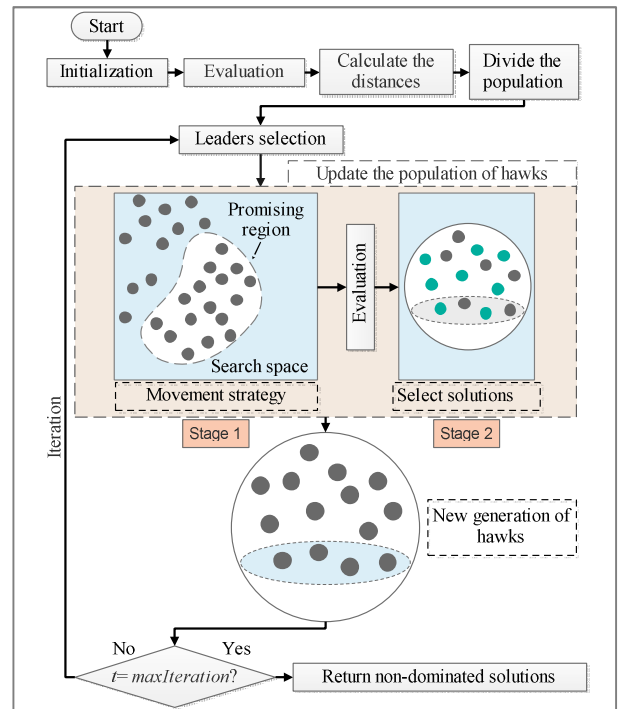 Start
Initialization
Evaluation
Calculate the
distances
Divide the
population
Leaders selection
Update the population of hawks
Promising
region
Search space
Evaluation
Movement strategy
Select solutions
Stage 1
Stage 2
Iteration
New generation of
hawks
No
Yes
t= maxIteration?
Return non-dominated solutions